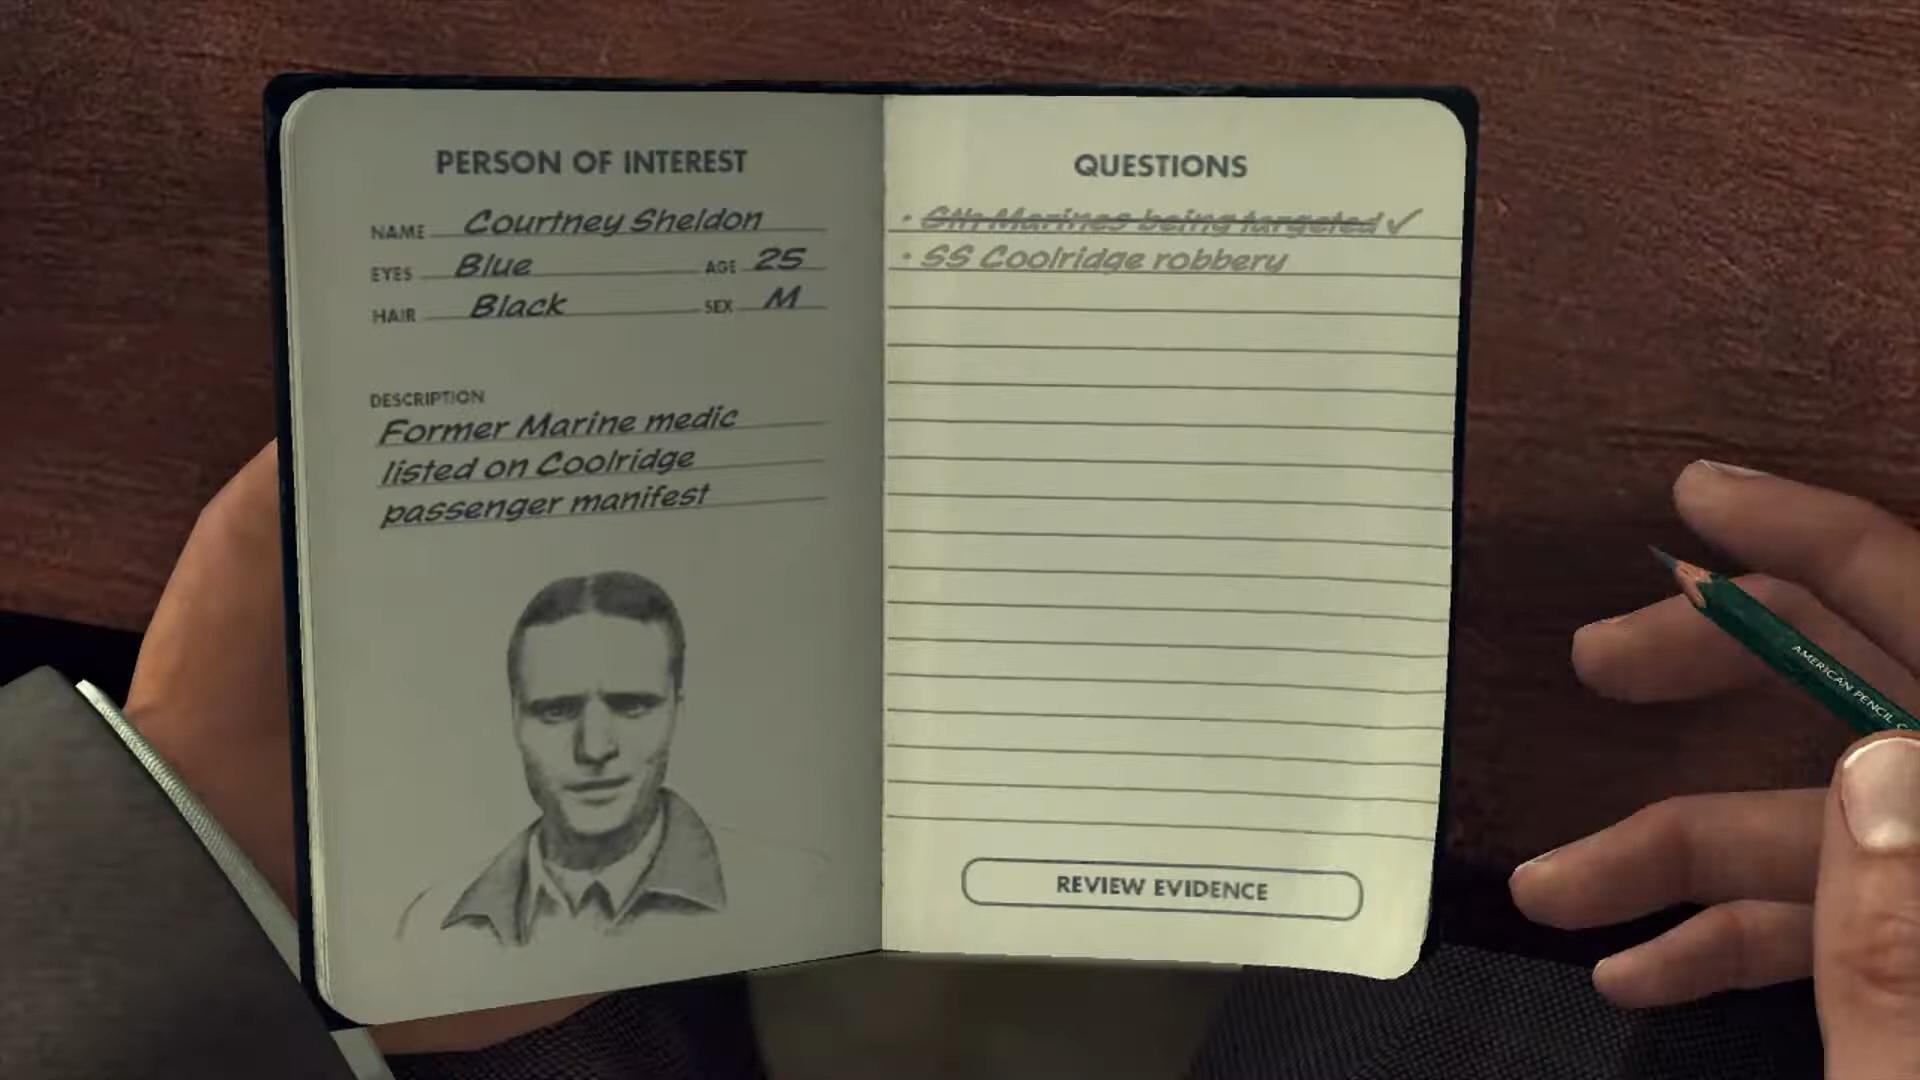 PERSON OF INTEREST
NAME Courtney Sheldon
EYES Blue AGE 25
HAIR Black SEX M
DESCRIPTION
Former Marine medic
listed on Coolridge
passenger manifest
QUESTIONS
• 6th Marines being targeted ✓
• SS Coolridge robbery
REVIEW EVIDENCE
AMERICAN PENCIL